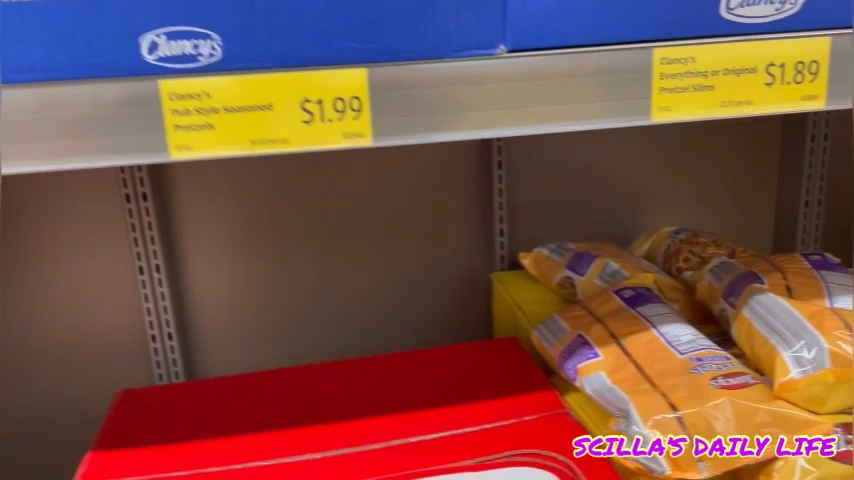 Clancy's
Clancy's
Clancy's
Pub Style Seasoned
Pretzels
$1.99
Clancy's
Everything or Original
Pretzel Slims
$1.89
Clancy's
SCILLA'S DAILY LIFE